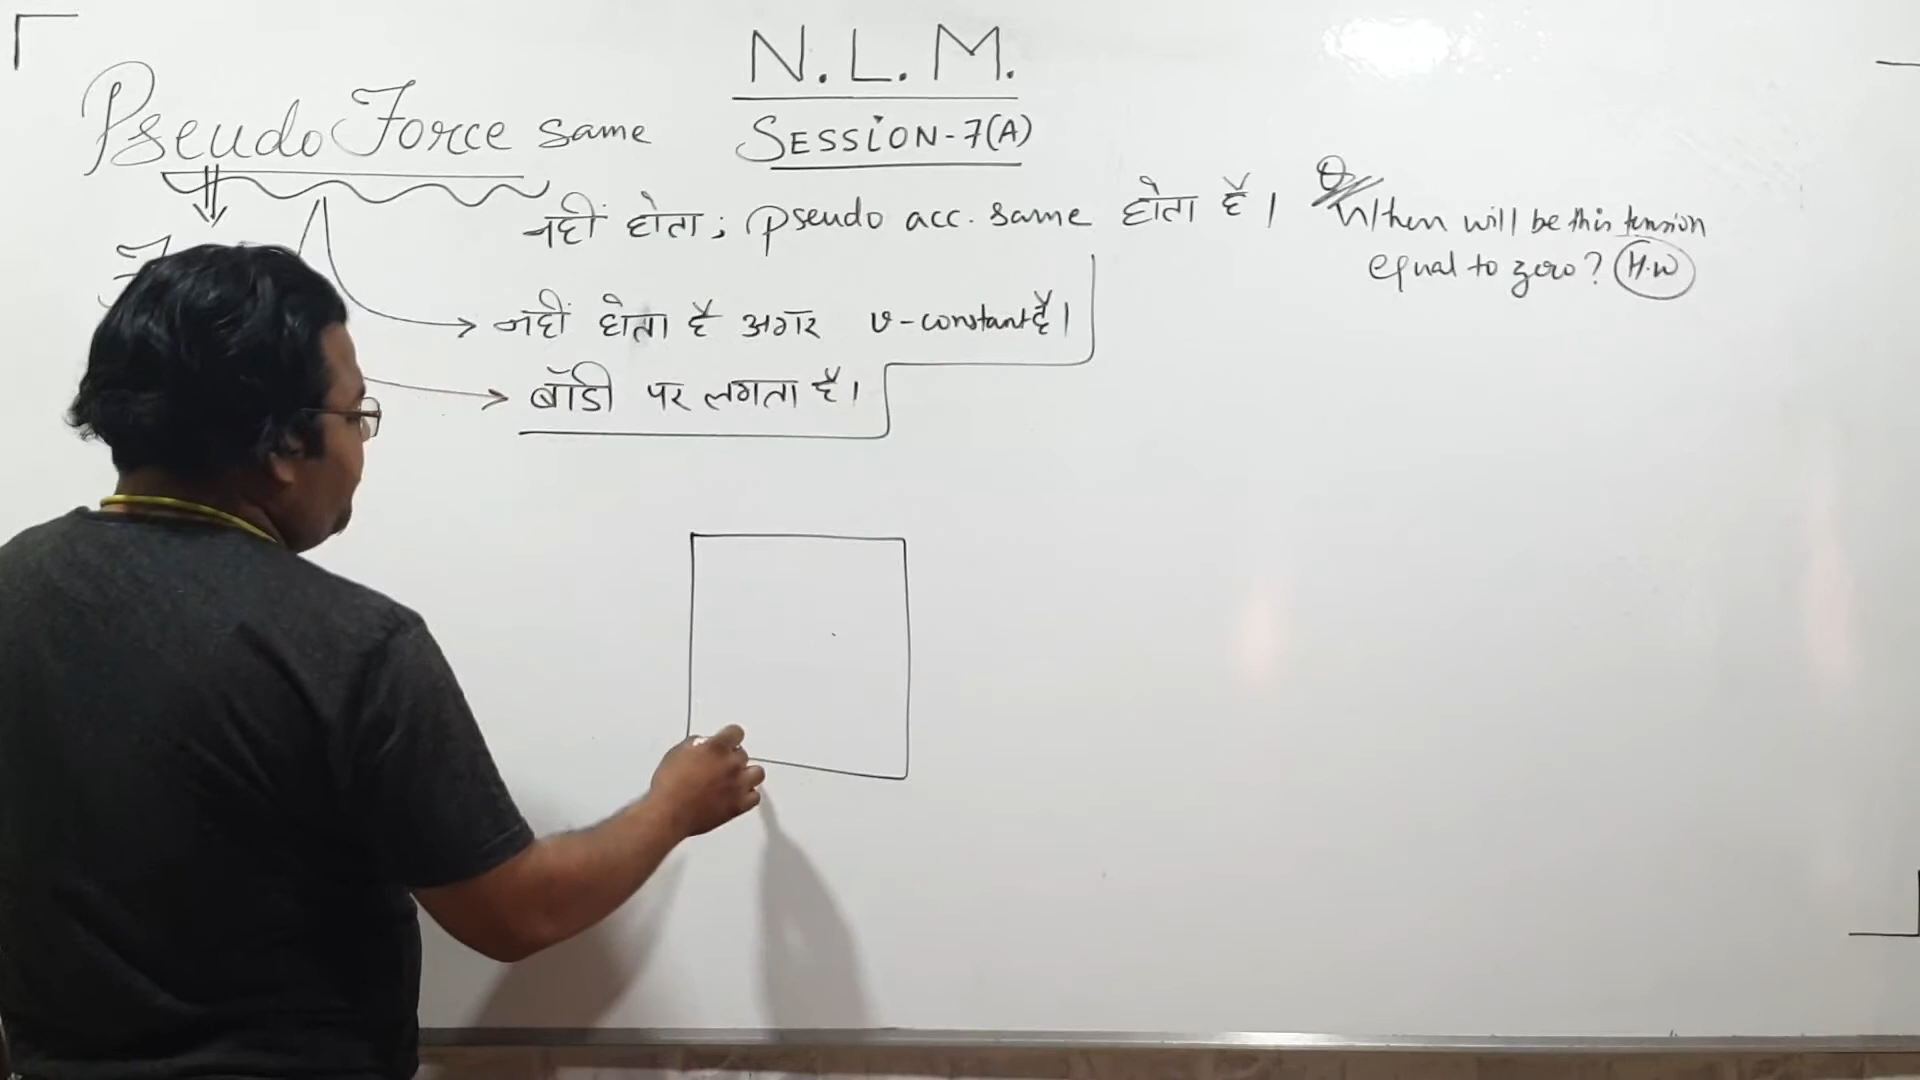 N.L.M.
SESSION-7(A)
Pseudo Force same
नहीं होता; pseudo acc. same होता है।
नहीं होता है अगर v-constant है।
बॉडी पर लगता है।
Q When will be this tension
equal to zero? H.W